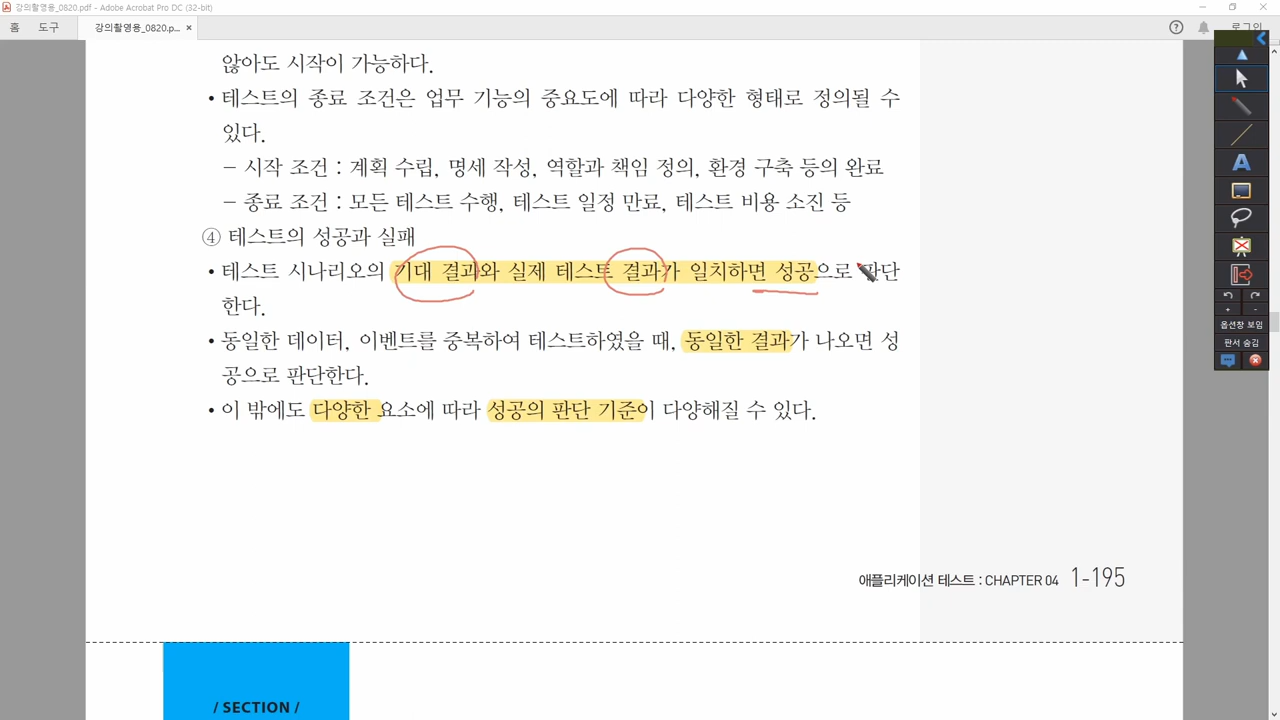 강의촬영용_0820.pdf - Adobe Acrobat Pro DC (32-bit)
홈 도구 강의촬영용_0820.p... × 로그인
않아도 시작이 가능하다.
• 테스트의 종료 조건은 업무 기능의 중요도에 따라 다양한 형태로 정의될 수
있다.
– 시작 조건 : 계획 수립, 명세 작성, 역할과 책임 정의, 환경 구축 등의 완료
– 종료 조건 : 모든 테스트 수행, 테스트 일정 만료, 테스트 비용 소진 등
④ 테스트의 성공과 실패
• 테스트 시나리오의 기대 결과와 실제 테스트 결과가 일치하면 성공으로 판단
한다.
• 동일한 데이터, 이벤트를 중복하여 테스트하였을 때, 동일한 결과가 나오면 성
공으로 판단한다.
• 이 밖에도 다양한 요소에 따라 성공의 판단 기준이 다양해질 수 있다.
옵션창 보임
판서 숨김
애플리케이션 테스트 : CHAPTER 04 1-195
/ SECTION /